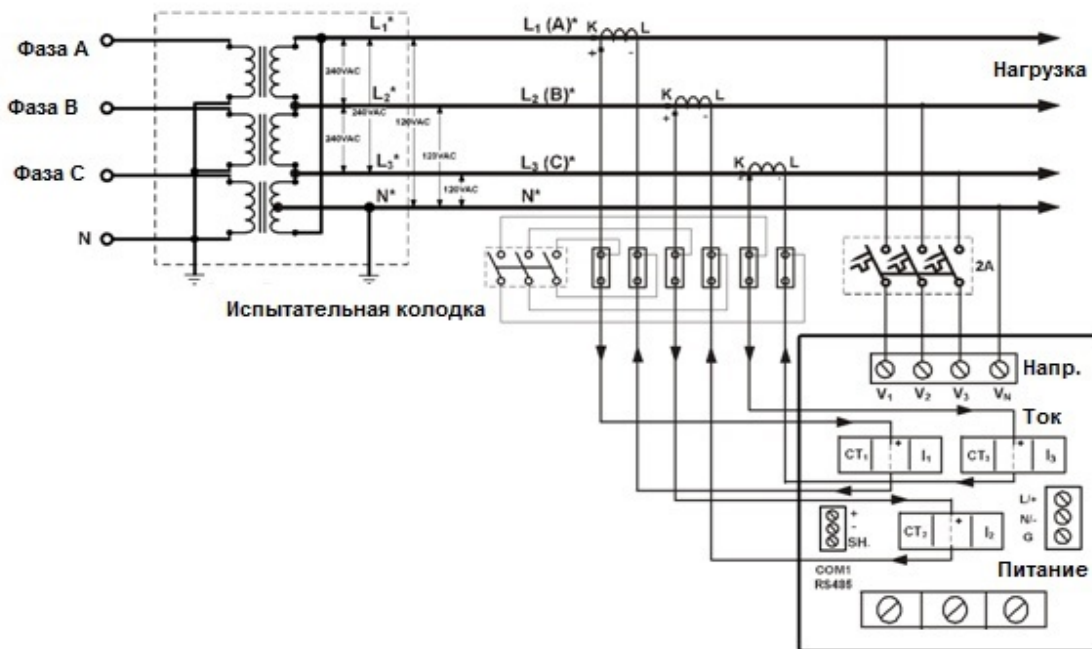 Фаза А
Фаза В
Фаза С
N
L1*
L2*
L3*
N*
240VAC
240VAC
240VAC
120VAC
120VAC
120VAC
L1 (A)*
L2 (B)*
L3 (C)*
N*
K L
+ -
K L
+ -
K L
Нагрузка
2A
Испытательная колодка
Напр.
V1 V2 V3 VN
Ток
CT1 + I1
CT3 + I3
CT2 + I2
+
-
SH.
COM1
RS485
L/+
N/-
G
Питание